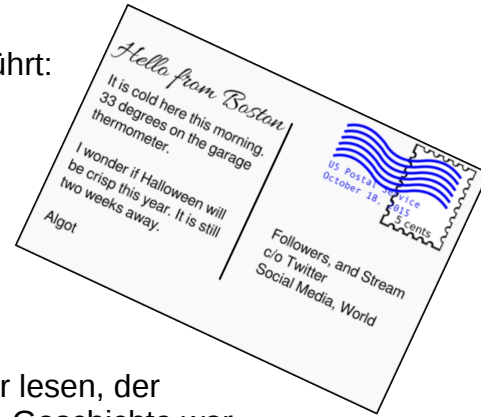 ührt:
Hello from Boston
It is cold here this morning.
33 degrees on the garage
thermometer.
I wonder if Halloween will
be crisp this year. It is still
two weeks away.
Algot
US Postal Service
October 18, 2015
5 cents
Followers, and Stream
c/o Twitter
Social Media, World
r lesen, der
Geschichte war